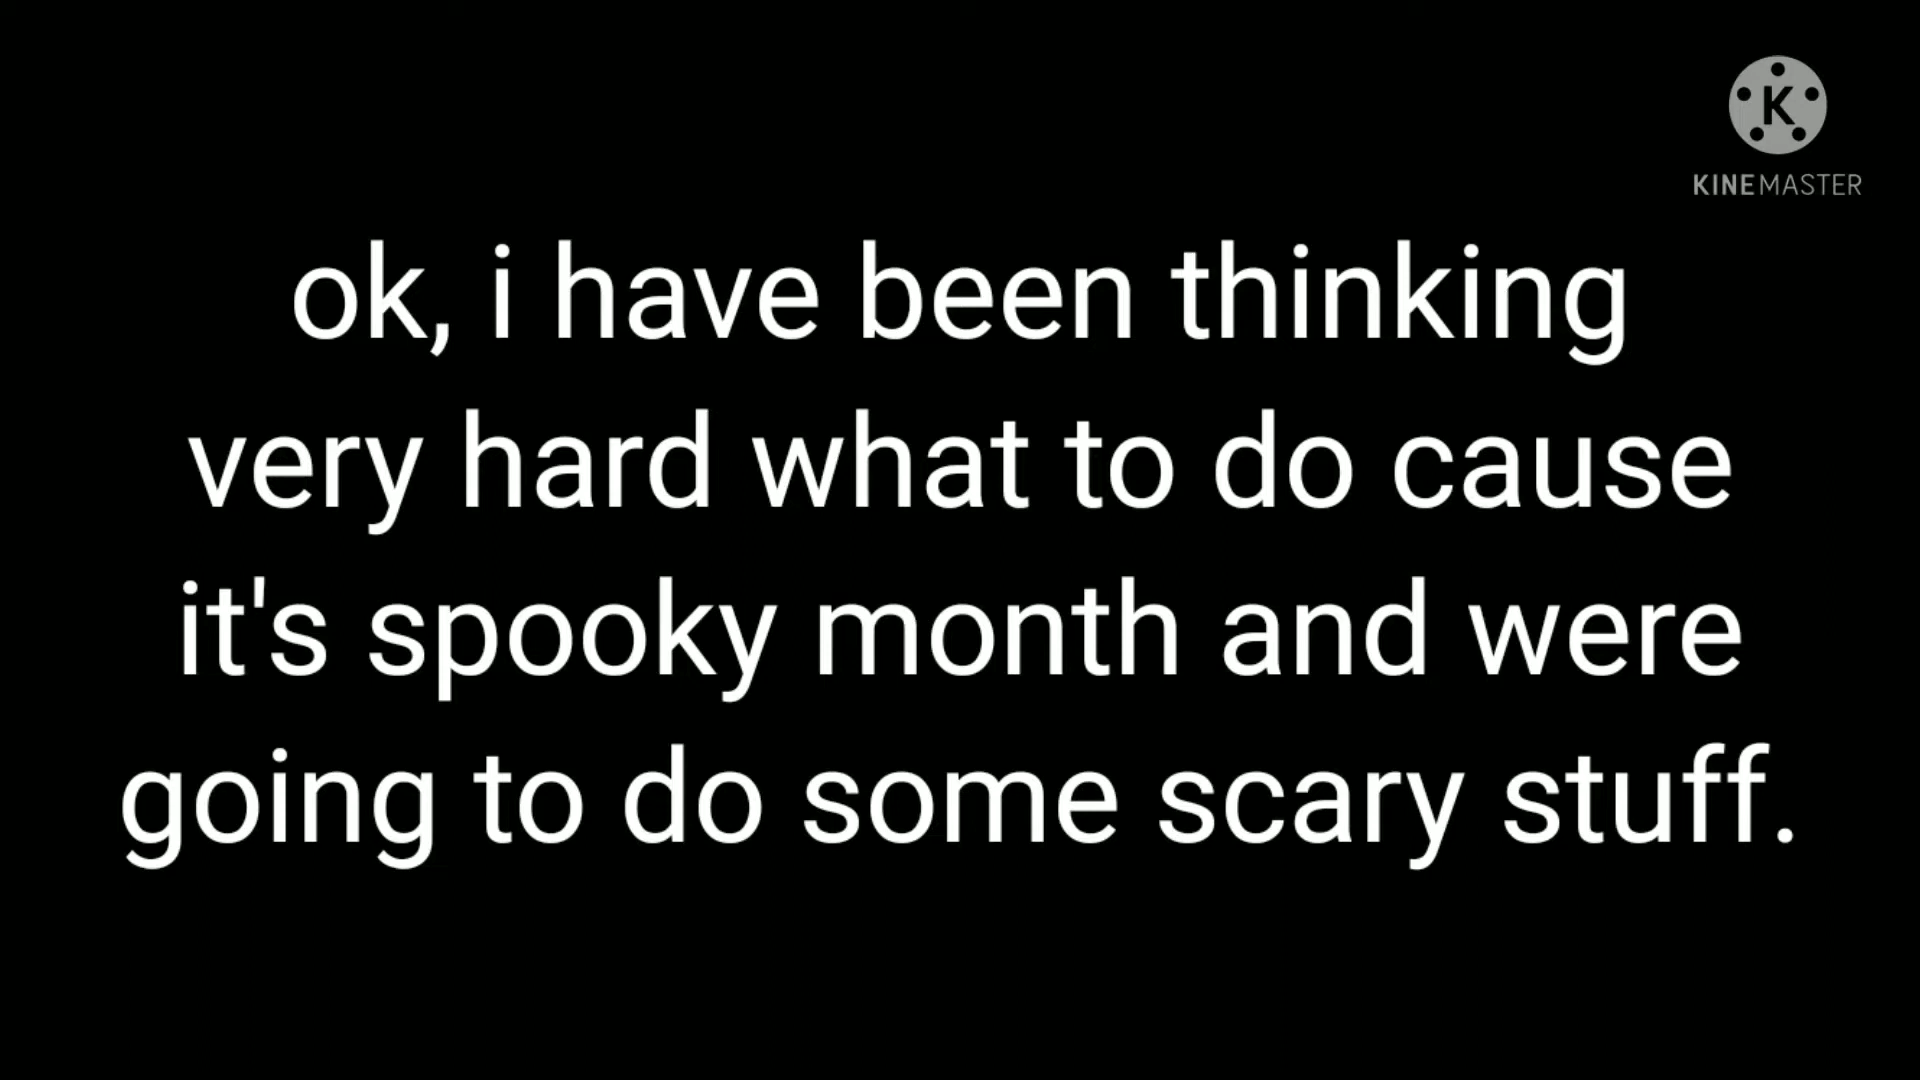 K
KINEMASTER
ok, i have been thinking
very hard what to do cause
it's spooky month and were
going to do some scary stuff.